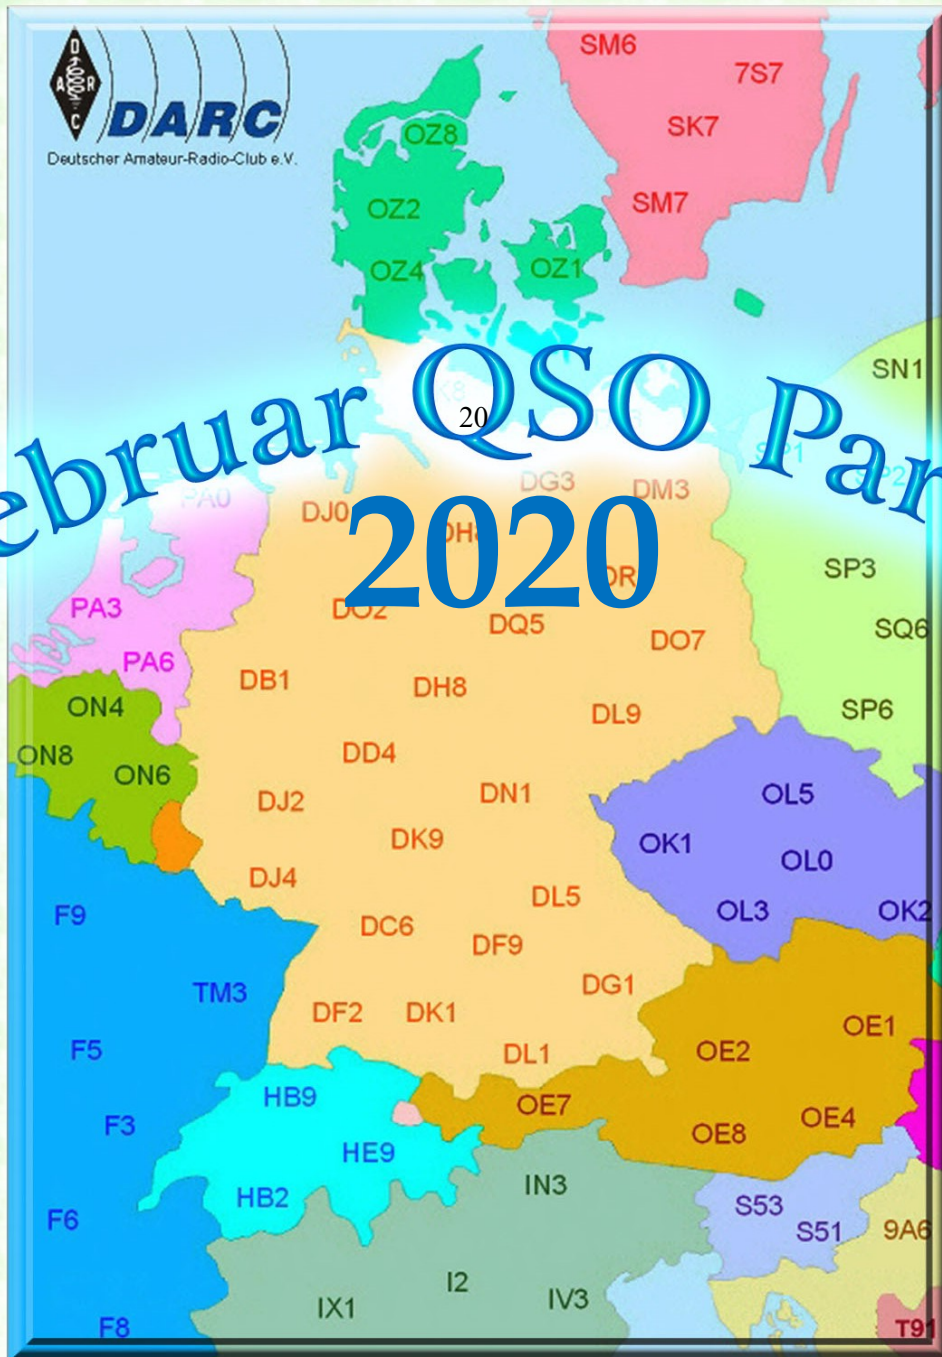 SM6
7S7
D
A R
C
DARC
Deutscher Amateur-Radio-Club e.V.
OZ8
SK7
OZ2
SM7
OZ4
OZ1
SN1
ebruar QSO Par
20
SP1
SP2
PA0
DG3
DM3
DJ0
2020
SP3
PA3
DO2
DQ5
SQ6
DO7
PA6
DB1
DH8
ON4
DL9
SP6
ON8
DD4
ON6
DN1
OL5
DJ2
DK9
OK1
OL0
DJ4
DL5
F9
OL3
OK2
DC6
DF9
TM3
DG1
DF2
DK1
OE1
F5
DL1
OE2
HB9
OE7
F3
OE4
OE8
HE9
IN3
HB2
S53
F6
S51
9A6
I2
IX1
IV3
F8
T91